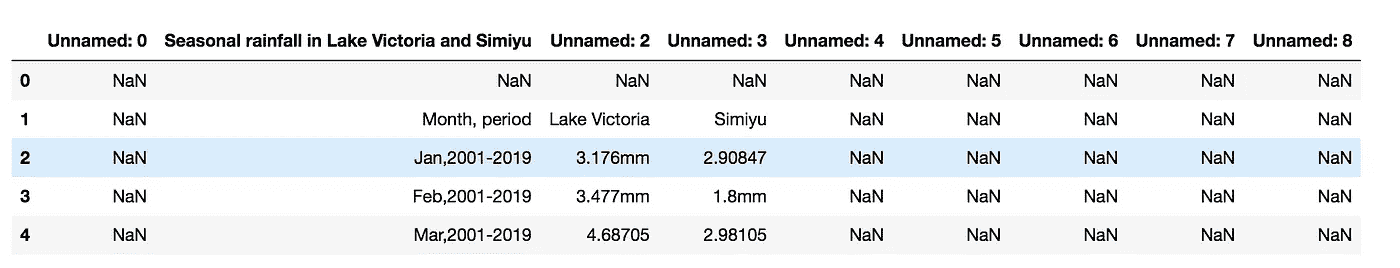 Unnamed: 0 Seasonal rainfall in Lake Victoria and Simiyu Unnamed: 2 Unnamed: 3 Unnamed: 4 Unnamed: 5 Unnamed: 6 Unnamed: 7 Unnamed: 8
0 NaN NaN NaN NaN NaN NaN NaN NaN NaN
1 NaN Month, period Lake Victoria Simiyu NaN NaN NaN NaN NaN
2 NaN Jan,2001-2019 3.176mm 2.90847 NaN NaN NaN NaN NaN
3 NaN Feb,2001-2019 3.477mm 1.8mm NaN NaN NaN NaN NaN
4 NaN Mar,2001-2019 4.68705 2.98105 NaN NaN NaN NaN NaN